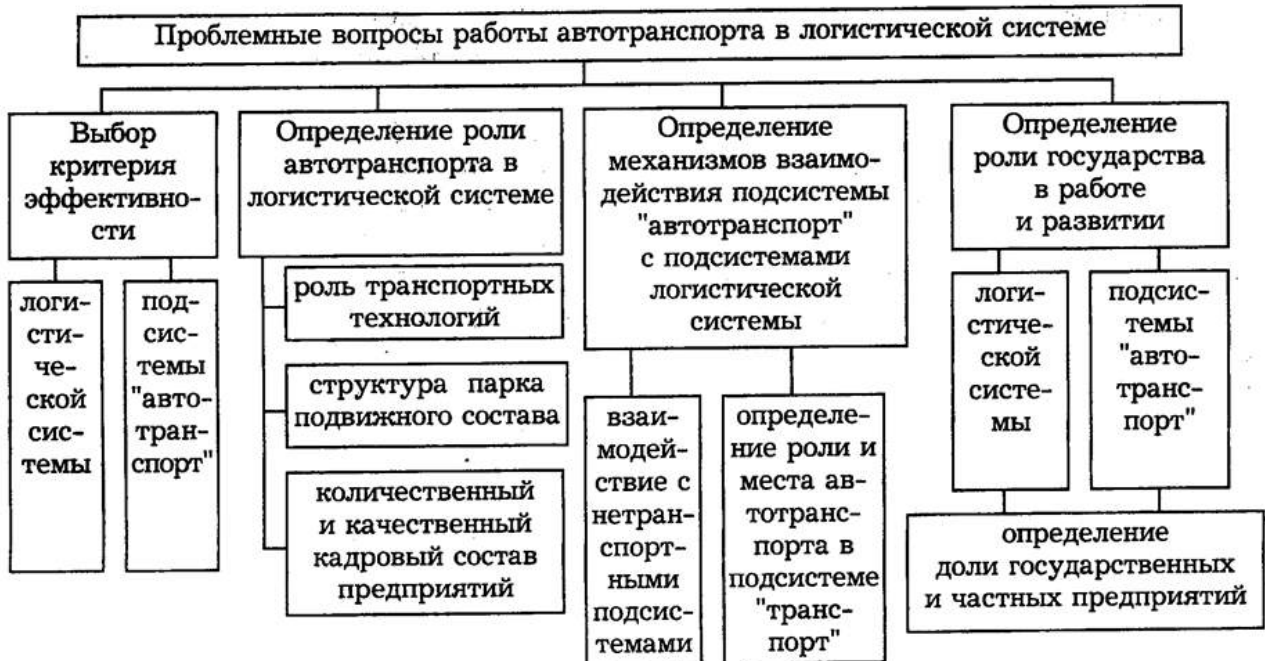 Проблемные вопросы работы автотранспорта в логистической системе
Выбор
критерия
эффективно-
сти
логи-
сти-
че-
ской
сис-
темы
под-
сис-
темы
"авто-
тран-
спорт"
Определение роли
автотранспорта в
логистической системе
роль транспортных
технологий
структура парка
подвижного состава
количественный
и качественный
кадровый состав
предприятий
Определение
механизмов взаимо-
действия подсистемы
"автотранспорт"
с подсистемами
логистической
системы
взаи-
модей-
ствие с
нетран-
спорт-
ными
подсис-
темами
определе-
ние роли и
места ав-
тотранс-
порта в
подсистеме
"транс-
порт"
Определение
роли государства
в работе
и развитии
логи-
стиче-
ской
систе-
мы
подсис-
темы
"авто-
транс-
порт"
определение
доли государственных
и частных предприятий